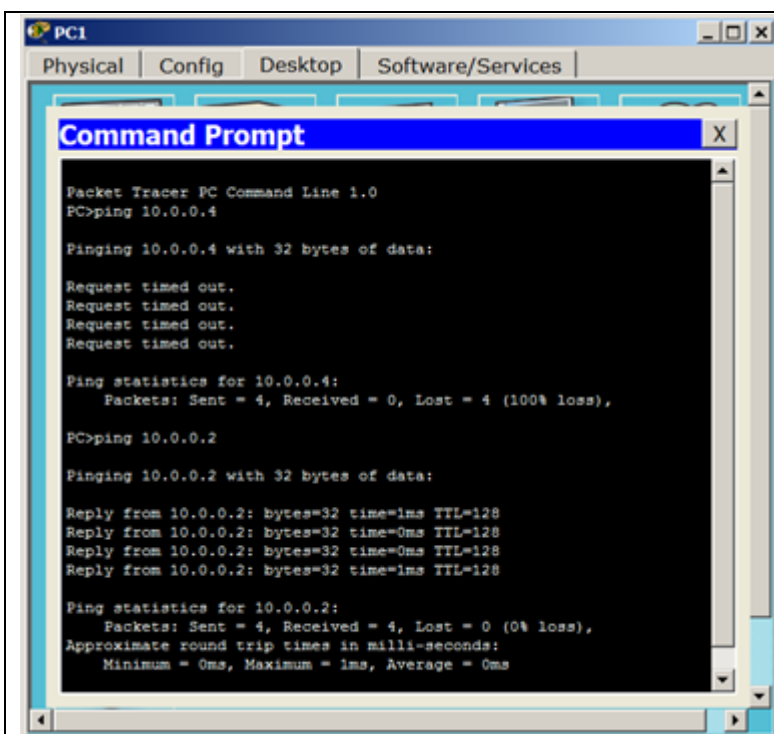 PC1
Physical Config Desktop Software/Services
Command Prompt X
Packet Tracer PC Command Line 1.0
PC>ping 10.0.0.4
Pinging 10.0.0.4 with 32 bytes of data:
Request timed out.
Request timed out.
Request timed out.
Request timed out.
Ping statistics for 10.0.0.4:
Packets: Sent = 4, Received = 0, Lost = 4 (100% loss),
PC>ping 10.0.0.2
Pinging 10.0.0.2 with 32 bytes of data:
Reply from 10.0.0.2: bytes=32 time=1ms TTL=128
Reply from 10.0.0.2: bytes=32 time=0ms TTL=128
Reply from 10.0.0.2: bytes=32 time=0ms TTL=128
Reply from 10.0.0.2: bytes=32 time=1ms TTL=128
Ping statistics for 10.0.0.2:
Packets: Sent = 4, Received = 4, Lost = 0 (0% loss),
Approximate round trip times in milli-seconds:
Minimum = 0ms, Maximum = 1ms, Average = 0ms